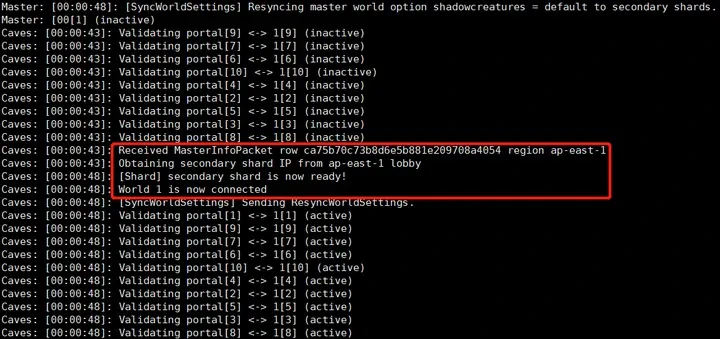 Master: [00:00:48]: [SyncWorldSettings] Resyncing master world option shadowcreatures = default to secondary shards.
Master: [00[1] (inactive)
Caves: [00:00:43]: Validating portal[9] <-> 1[9] (inactive)
Caves: [00:00:43]: Validating portal[7] <-> 1[7] (inactive)
Caves: [00:00:43]: Validating portal[6] <-> 1[6] (inactive)
Caves: [00:00:43]: Validating portal[10] <-> 1[10] (inactive)
Caves: [00:00:43]: Validating portal[4] <-> 1[4] (inactive)
Caves: [00:00:43]: Validating portal[2] <-> 1[2] (inactive)
Caves: [00:00:43]: Validating portal[5] <-> 1[5] (inactive)
Caves: [00:00:43]: Validating portal[3] <-> 1[3] (inactive)
Caves: [00:00:43]: Validating portal[8] <-> 1[8] (inactive)
Caves: [00:00:43]: Received MasterInfoPacket row ca75b70c73b8d6e5b881e209708a4054 region ap-east-1
Caves: [00:00:43]: Obtaining secondary shard IP from ap-east-1 lobby
Caves: [00:00:48]: [Shard] secondary shard is now ready!
Caves: [00:00:48]: World 1 is now connected
Caves: [00:00:48]: [SyncWorldSettings] Sending ResyncWorldSettings.
Caves: [00:00:48]: Validating portal[1] <-> 1[1] (active)
Caves: [00:00:48]: Validating portal[9] <-> 1[9] (active)
Caves: [00:00:48]: Validating portal[7] <-> 1[7] (active)
Caves: [00:00:48]: Validating portal[6] <-> 1[6] (active)
Caves: [00:00:48]: Validating portal[10] <-> 1[10] (active)
Caves: [00:00:48]: Validating portal[4] <-> 1[4] (active)
Caves: [00:00:48]: Validating portal[2] <-> 1[2] (active)
Caves: [00:00:48]: Validating portal[5] <-> 1[5] (active)
Caves: [00:00:48]: Validating portal[3] <-> 1[3] (active)
Caves: [00:00:48]: Validating portal[8] <-> 1[8] (active)